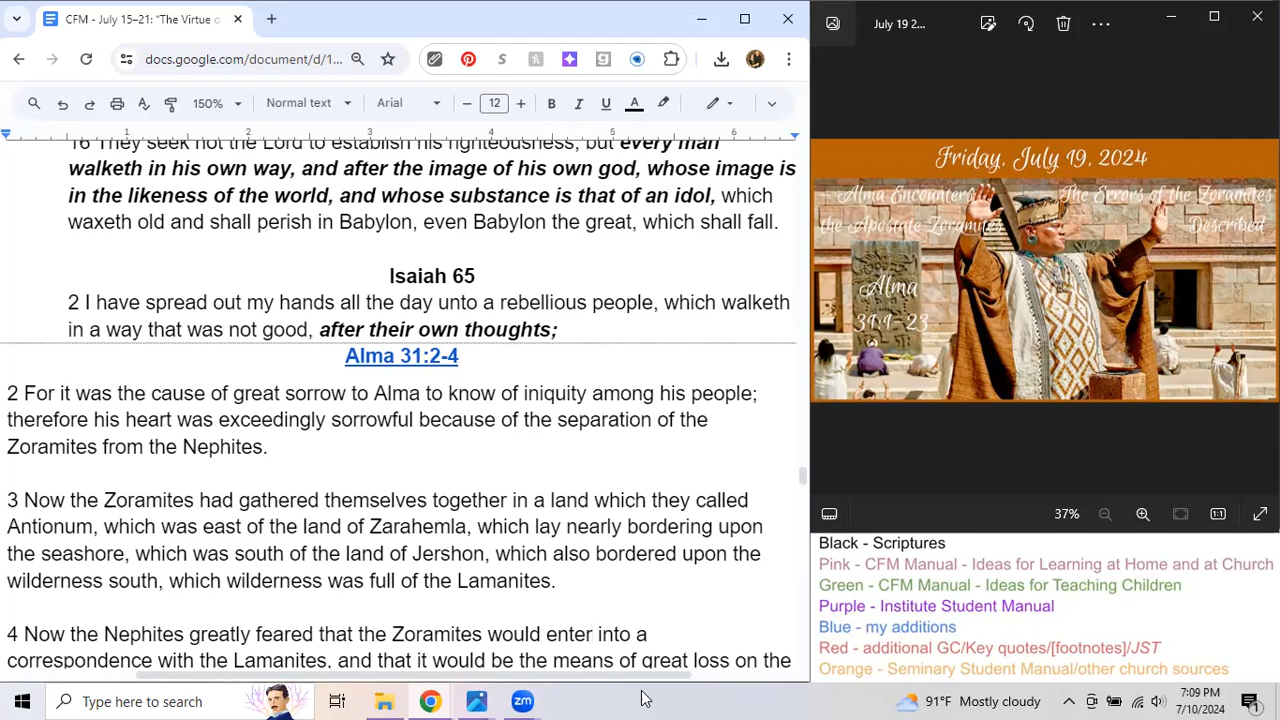 CFM - July 15–21: “The Virtue o
docs.google.com/document/d/1...
150%
Normal text
Arial
12
1 2 3 4 5 6
16 They seek not the Lord to establish his righteousness, but every man
walketh in his own way, and after the image of his own god, whose image is
in the likeness of the world, and whose substance is that of an idol, which
waxeth old and shall perish in Babylon, even Babylon the great, which shall fall.
Isaiah 65
2 I have spread out my hands all the day unto a rebellious people, which walketh
in a way that was not good, after their own thoughts;
Alma 31:2-4
2 For it was the cause of great sorrow to Alma to know of iniquity among his people;
therefore his heart was exceedingly sorrowful because of the separation of the
Zoramites from the Nephites.
3 Now the Zoramites had gathered themselves together in a land which they called
Antionum, which was east of the land of Zarahemla, which lay nearly bordering upon
the seashore, which was south of the land of Jershon, which also bordered upon the
wilderness south, which wilderness was full of the Lamanites.
4 Now the Nephites greatly feared that the Zoramites would enter into a
correspondence with the Lamanites, and that it would be the means of great loss on the
July 19 2...
Friday, July 19, 2024
– Alma Encounters
the Apostate Zoramites
The Errors of the Zoramites
Described
Alma
31:1-23
37%
1:1
Black - Scriptures
Pink - CFM Manual - Ideas for Learning at Home and at Church
Green - CFM Manual - Ideas for Teaching Children
Purple - Institute Student Manual
Blue - my additions
Red - additional GC/Key quotes/[footnotes]/JST
Orange - Seminary Student Manual/other church sources
Type here to search
zm
91°F Mostly cloudy
7:09 PM
7/10/2024
1